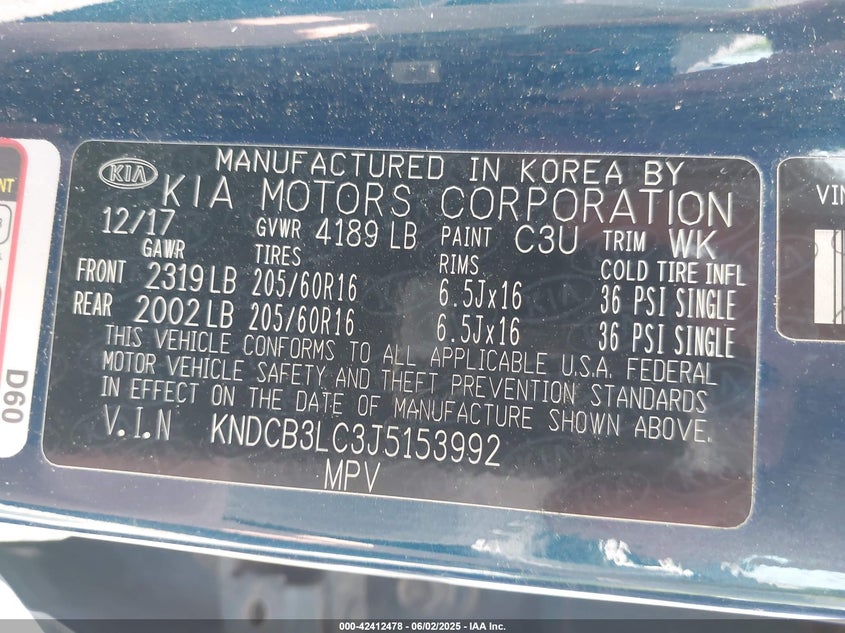 KIA
MANUFACTURED IN KOREA BY
KIA MOTORS CORPORATION
12/17 GVWR 4189 LB PAINT C3U TRIM WK
GAWR TIRES RIMS COLD TIRE INFL
FRONT 2319 LB 205/60R16 6.5Jx16 36 PSI SINGLE
REAR 2002 LB 205/60R16 6.5Jx16 36 PSI SINGLE
THIS VEHICLE CONFORMS TO ALL APPLICABLE U.S.A. FEDERAL
MOTOR VEHICLE SAFETY AND THEFT PREVENTION STANDARDS
IN EFFECT ON THE DATE OF MANUFACTURE SHOWN ABOVE.
V.I.N KNDCB3LC3J5153992
MPV
D60
VIN
000-42412478 - 06/02/2025 - IAA Inc.